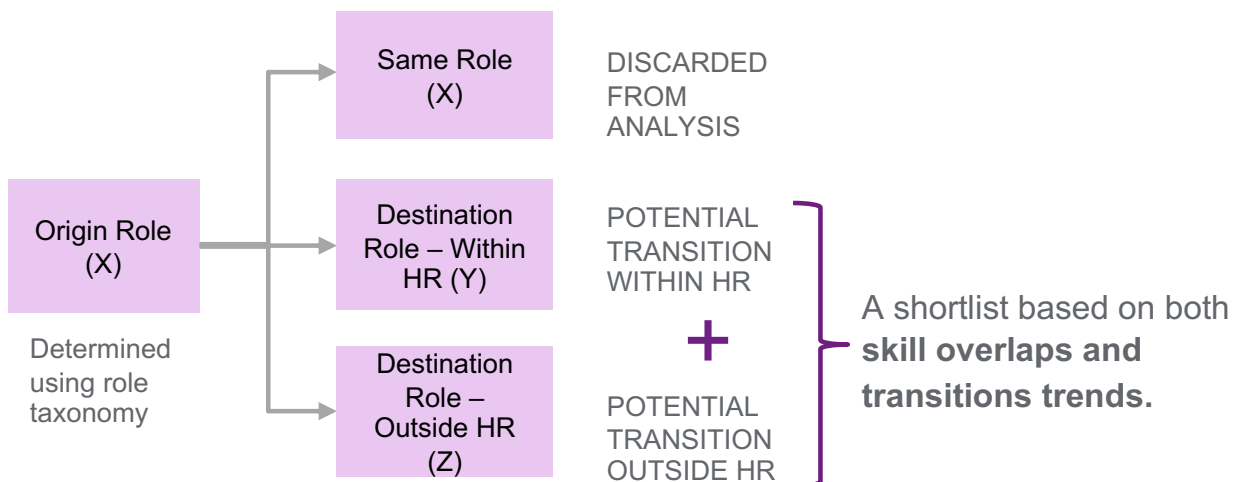 Same Role
(X)
DISCARDED
FROM
ANALYSIS
Origin Role
(X)
Determined
using role
taxonomy
Destination
Role – Within
HR (Y)
POTENTIAL
TRANSITION
WITHIN HR
+
Destination
Role –
Outside HR
(Z)
POTENTIAL
TRANSITION
OUTSIDE HR
A shortlist based on both
skill overlaps and
transitions trends.